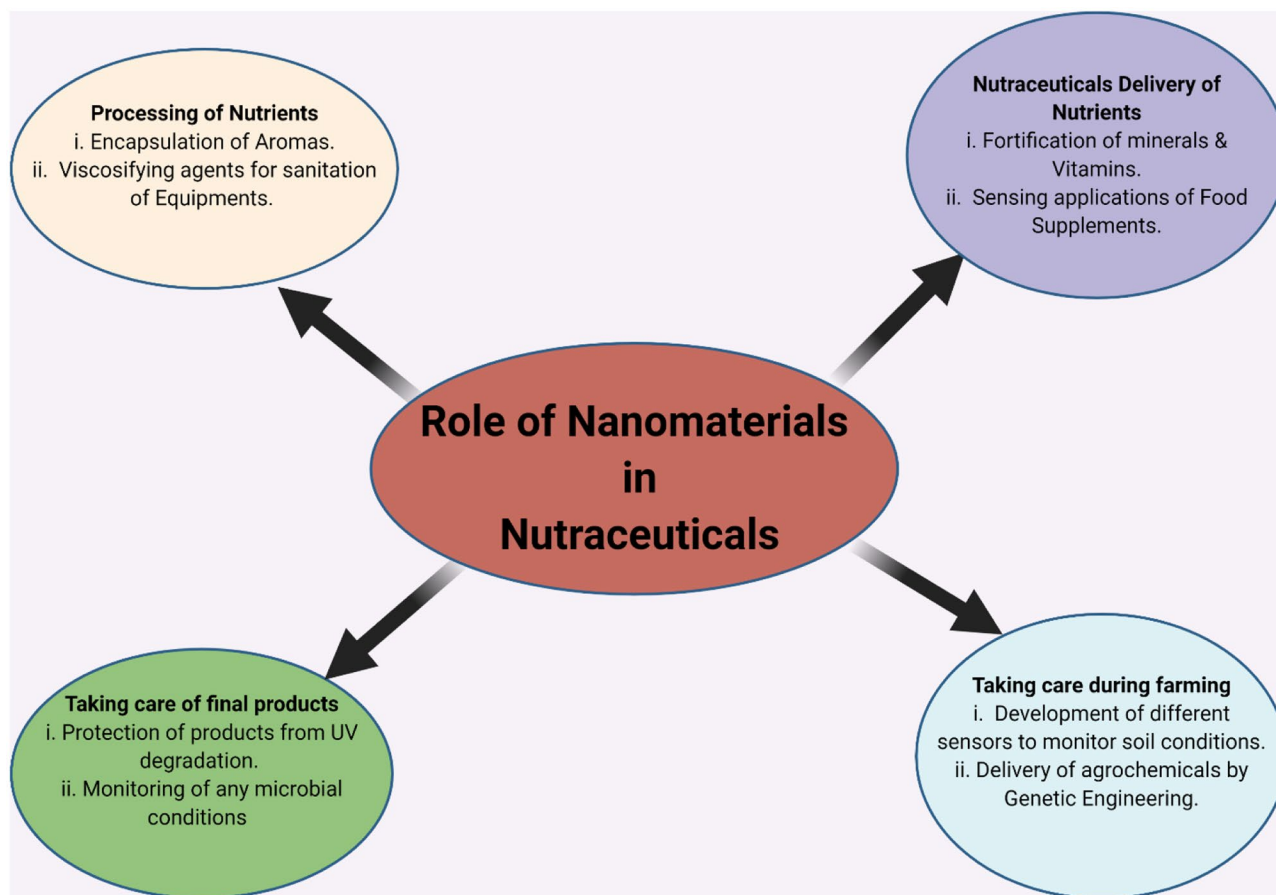 Processing of Nutrients
i. Encapsulation of Aromas.
ii. Viscosifying agents for sanitation
of Equipments.
Nutraceuticals Delivery of
Nutrients
i. Fortification of minerals &
Vitamins.
ii. Sensing applications of Food
Supplements.
Role of Nanomaterials
in
Nutraceuticals
Taking care of final products
i. Protection of products from UV
degradation.
ii. Monitoring of any microbial
conditions
Taking care during farming
i. Development of different
sensors to monitor soil conditions.
ii. Delivery of agrochemicals by
Genetic Engineering.